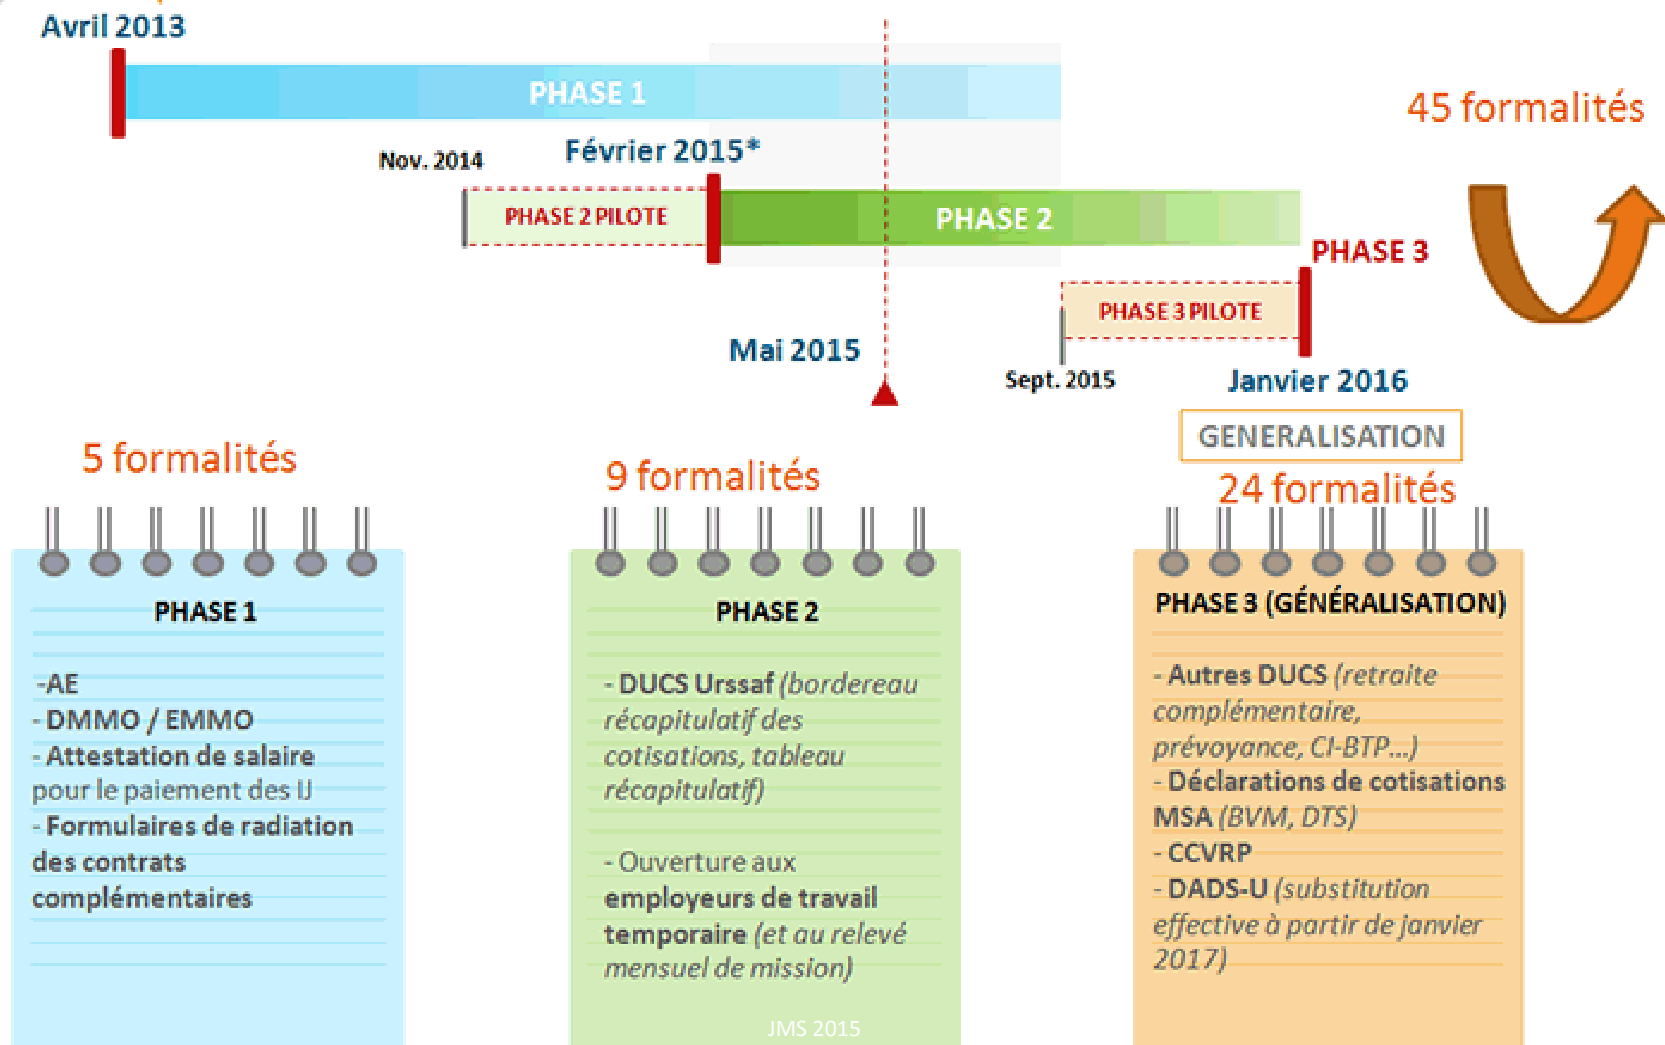 Avril 2013
PHASE 1
45 formalités
Nov. 2014
Février 2015*
PHASE 2 PILOTE
PHASE 2
PHASE 3
PHASE 3 PILOTE
Mai 2015
Sept. 2015
Janvier 2016
GENERALISATION
5 formalités
9 formalités
24 formalités
PHASE 1
-AE
- DMMO / EMMO
- Attestation de salaire
pour le paiement des IJ
- Formulaires de radiation
des contrats
complémentaires
PHASE 2
- DUCS Urssaf (bordereau
récapitulatif des
cotisations, tableau
récapitulatif)
- Ouverture aux
employeurs de travail
temporaire (et au relevé
mensuel de mission)
JMS 2015
PHASE 3 (GÉNÉRALISATION)
- Autres DUCS (retraite
complémentaire,
prévoyance, CI-BTP...)
- Déclarations de cotisations
MSA (BVM, DTS)
- CCVRP
- DADS-U (substitution
effective à partir de janvier
2017)